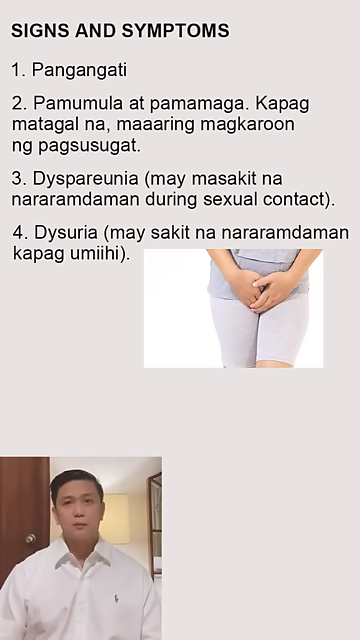 SIGNS AND SYMPTOMS
1. Pangangati
2. Pamumula at pamamaga. Kapag
matagal na, maaaring magkaroon
ng pagsusugat.
3. Dyspareunia (may masakit na
nararamdaman during sexual contact).
4. Dysuria (may sakit na nararamdaman
kapag umiihi).